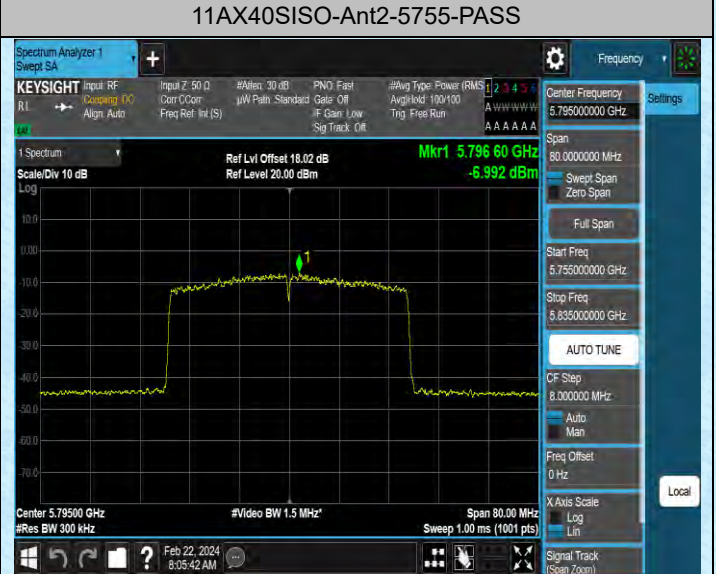 11AX40SISO-Ant2-5755-PASS
Spectrum Analyzer 1
Swept SA
+
Frequency
KEYSIGHT
RL
Input: RF
Coupling: DC
Align: Auto
Input Z: 50 Ω
Corr CCorr
Freq Ref: Int (S)
#Atten: 30 dB
µW Path: Standard
PNO: Fast
Gate: Off
IF Gain: Low
Sig Track: Off
#Avg Type: Power (RMS)
Avg|Hold: 100/100
Trig: Free Run
1 2 3 4 5 6
A W W W W W
A A A A A A
1 Spectrum
Scale/Div 10 dB
Log
Ref Lvl Offset 18.02 dB
Ref Level 20.00 dBm
Mkr1 5.796 60 GHz
-6.992 dBm
1
10.0
0.00
-10.0
-20.0
-30.0
-40.0
-50.0
-60.0
-70.0
Center 5.79500 GHz
#Res BW 300 kHz
#Video BW 1.5 MHz*
Span 80.00 MHz
Sweep 1.00 ms (1001 pts)
Center Frequency
5.795000000 GHz
Settings
Span
80.0000000 MHz
Swept Span
Zero Span
Full Span
Start Freq
5.755000000 GHz
Stop Freq
5.835000000 GHz
AUTO TUNE
CF Step
8.000000 MHz
Auto
Man
Freq Offset
0 Hz
X Axis Scale
Log
Lin
Local
Signal Track
(Span Zoom)
?
Feb 22, 2024
8:05:42 AM